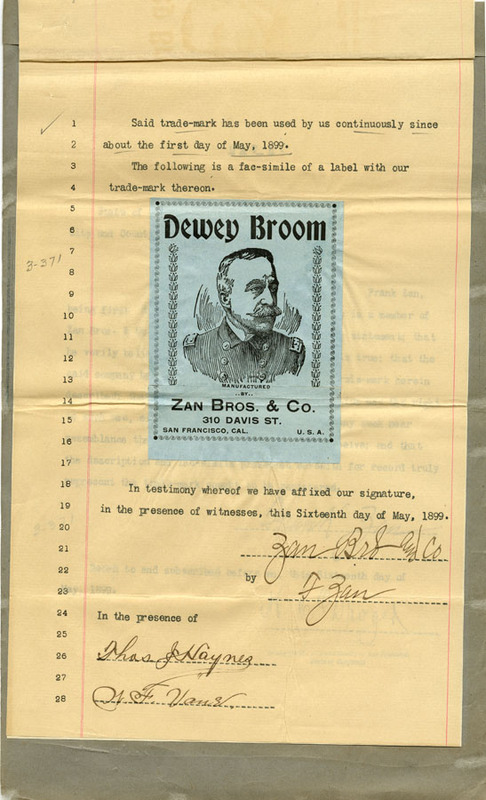 1 Said trade-mark has been used by us continuously since
2 about the first day of May, 1899.
3 The following is a fac-simile of a label with our
4 trade-mark thereon.
5
6
7
8
9
10
11
12
13
14
15
16
17
3-371
Dewey Broom
MANUFACTURED
..BY..
ZAN BROS. & CO.
310 DAVIS ST.
SAN FRANCISCO, CAL. U. S. A.
18 In testimony whereof we have affixed our signature,
19 in the presence of witnesses, this Sixteenth day of May, 1899.
20
21 Zan Bros & Co
22 by
23 F Zan
24 In the presence of
25
26 Thos J Haynes
27
28